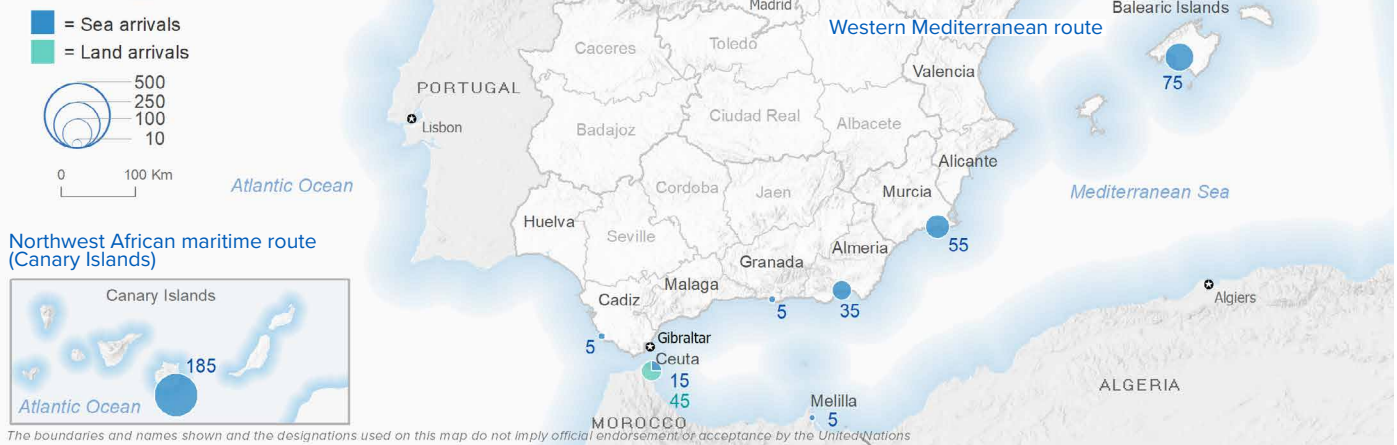 = Sea arrivals
= Land arrivals
500
250
100
10
0 100 Km
Madrid
Western Mediterranean route
Balearic Islands
75
Caceres
Toledo
Valencia
PORTUGAL
Lisbon
Badajoz
Ciudad Real
Albacete
Alicante
Atlantic Ocean
Cordoba
Jaen
Murcia
Mediterranean Sea
Huelva
Seville
Almeria
55
Granada
Malaga
Cadiz
5
35
Algiers
Gibraltar
5
Ceuta
15
45
Melilla
5
MOROCCO
ALGERIA
Northwest African maritime route
(Canary Islands)
Canary Islands
185
Atlantic Ocean
The boundaries and names shown and the designations used on this map do not imply official endorsement or acceptance by the United Nations